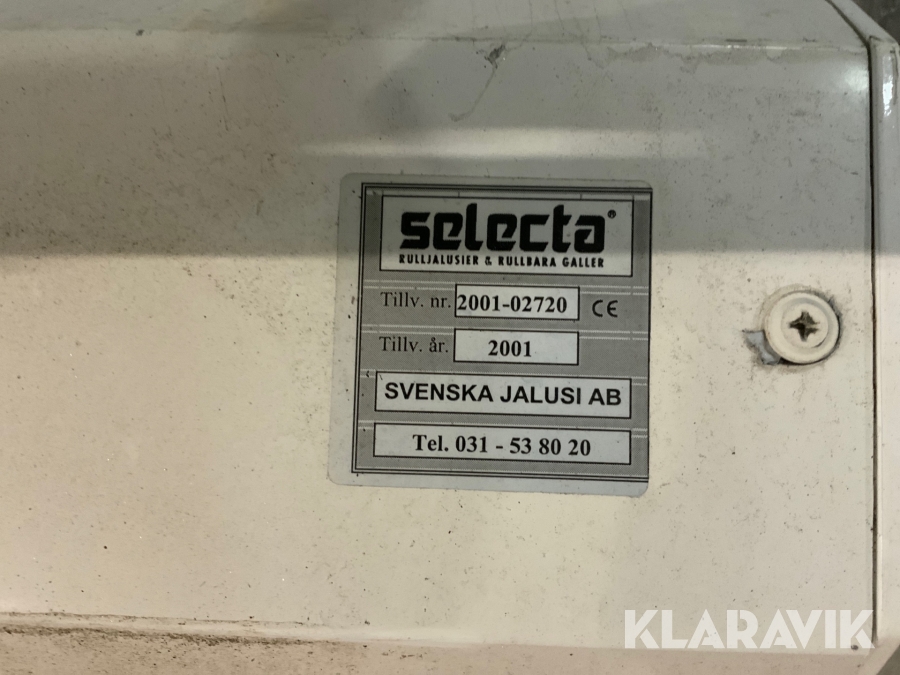 selecta®
RULLJALUSIER & RULLBARA GALLER
Tillv. nr. 2001-02720 CE
Tillv. år. 2001
SVENSKA JALUSI AB
Tel. 031 - 53 80 20
KLARAVIK